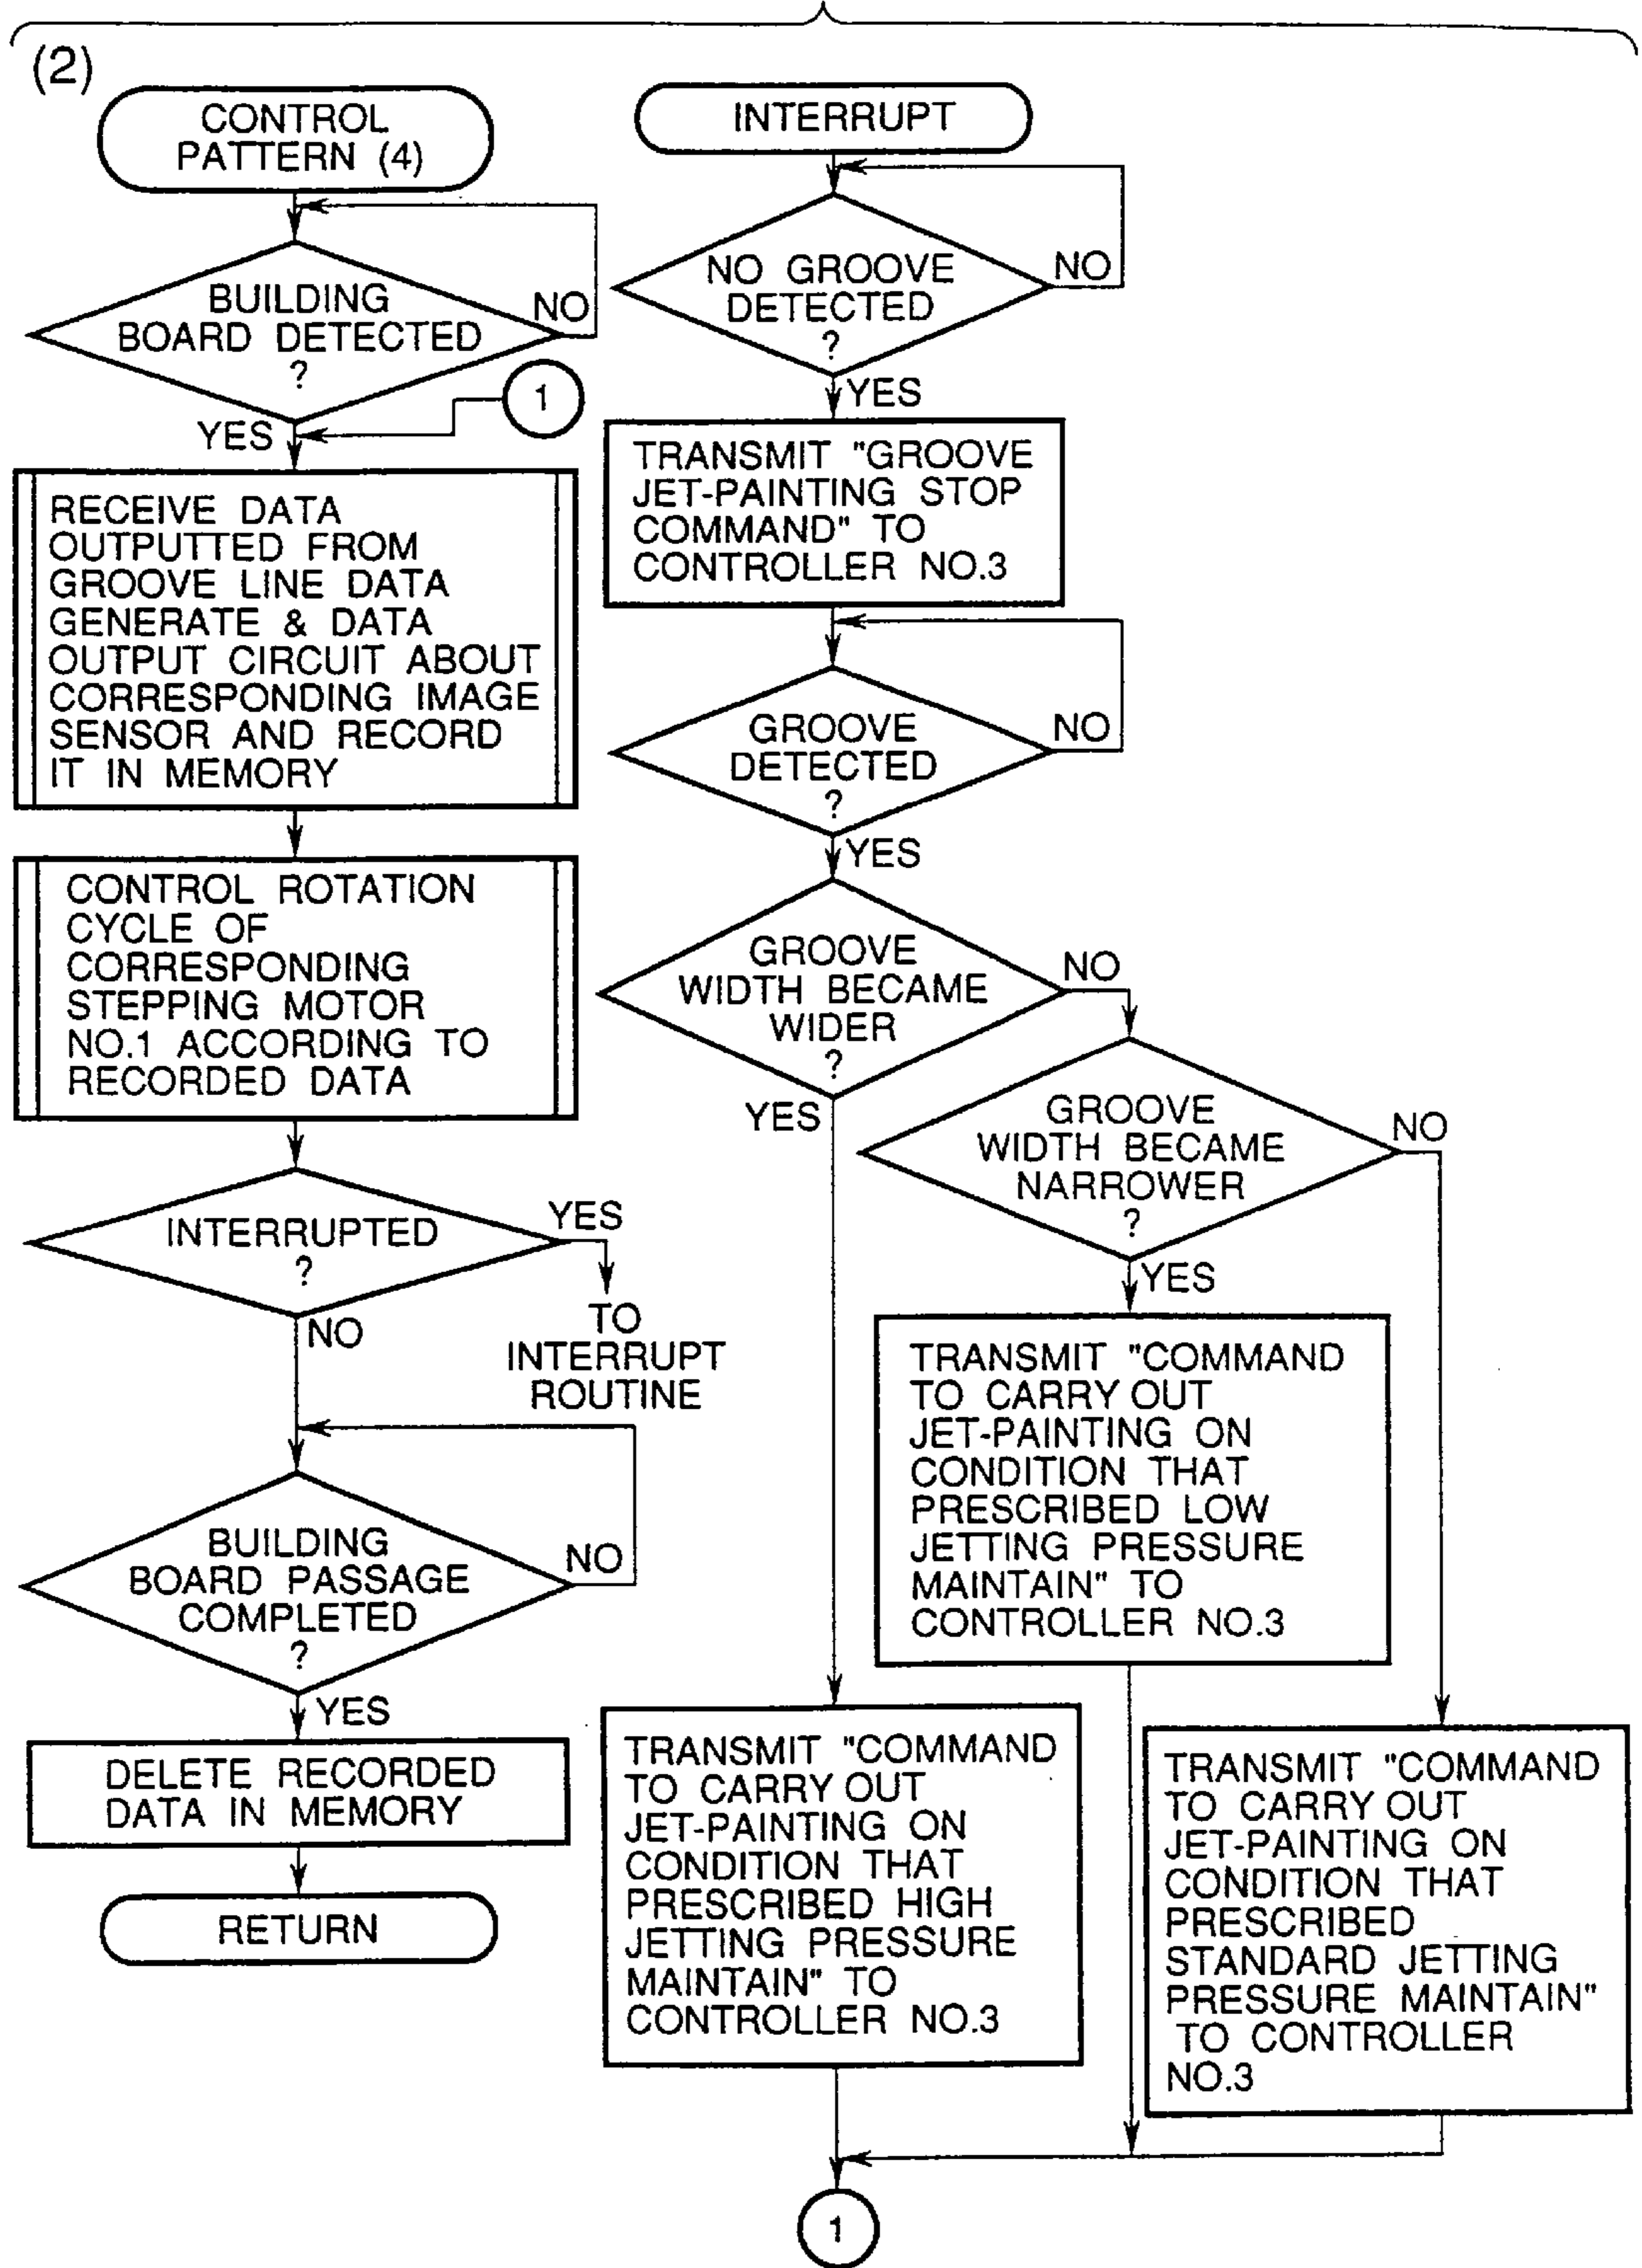 (2)
CONTROL
PATTERN (4)
BUILDING
BOARD DETECTED
?
NO
YES
1
RECEIVE DATA
OUTPUTTED FROM
GROOVE LINE DATA
GENERATE & DATA
OUTPUT CIRCUIT ABOUT
CORRESPONDING IMAGE
SENSOR AND RECORD
IT IN MEMORY
CONTROL ROTATION
CYCLE OF
CORRESPONDING
STEPPING MOTOR
NO.1 ACCORDING TO
RECORDED DATA
INTERRUPTED
?
YES
TO
INTERRUPT
ROUTINE
NO
BUILDING
BOARD PASSAGE
COMPLETED
?
NO
YES
DELETE RECORDED
DATA IN MEMORY
RETURN
INTERRUPT
NO GROOVE
DETECTED
?
NO
YES
TRANSMIT "GROOVE
JET-PAINTING STOP
COMMAND" TO
CONTROLLER NO.3
GROOVE
DETECTED
?
NO
YES
GROOVE
WIDTH BECAME
WIDER
?
NO
YES
GROOVE
WIDTH BECAME
NARROWER
?
NO
YES
TRANSMIT "COMMAND
TO CARRY OUT
JET-PAINTING ON
CONDITION THAT
PRESCRIBED LOW
JETTING PRESSURE
MAINTAIN" TO
CONTROLLER NO.3
TRANSMIT "COMMAND
TO CARRY OUT
JET-PAINTING ON
CONDITION THAT
PRESCRIBED HIGH
JETTING PRESSURE
MAINTAIN" TO
CONTROLLER NO.3
TRANSMIT "COMMAND
TO CARRY OUT
JET-PAINTING ON
CONDITION THAT
PRESCRIBED
STANDARD JETTING
PRESSURE MAINTAIN"
TO CONTROLLER
NO.3
1